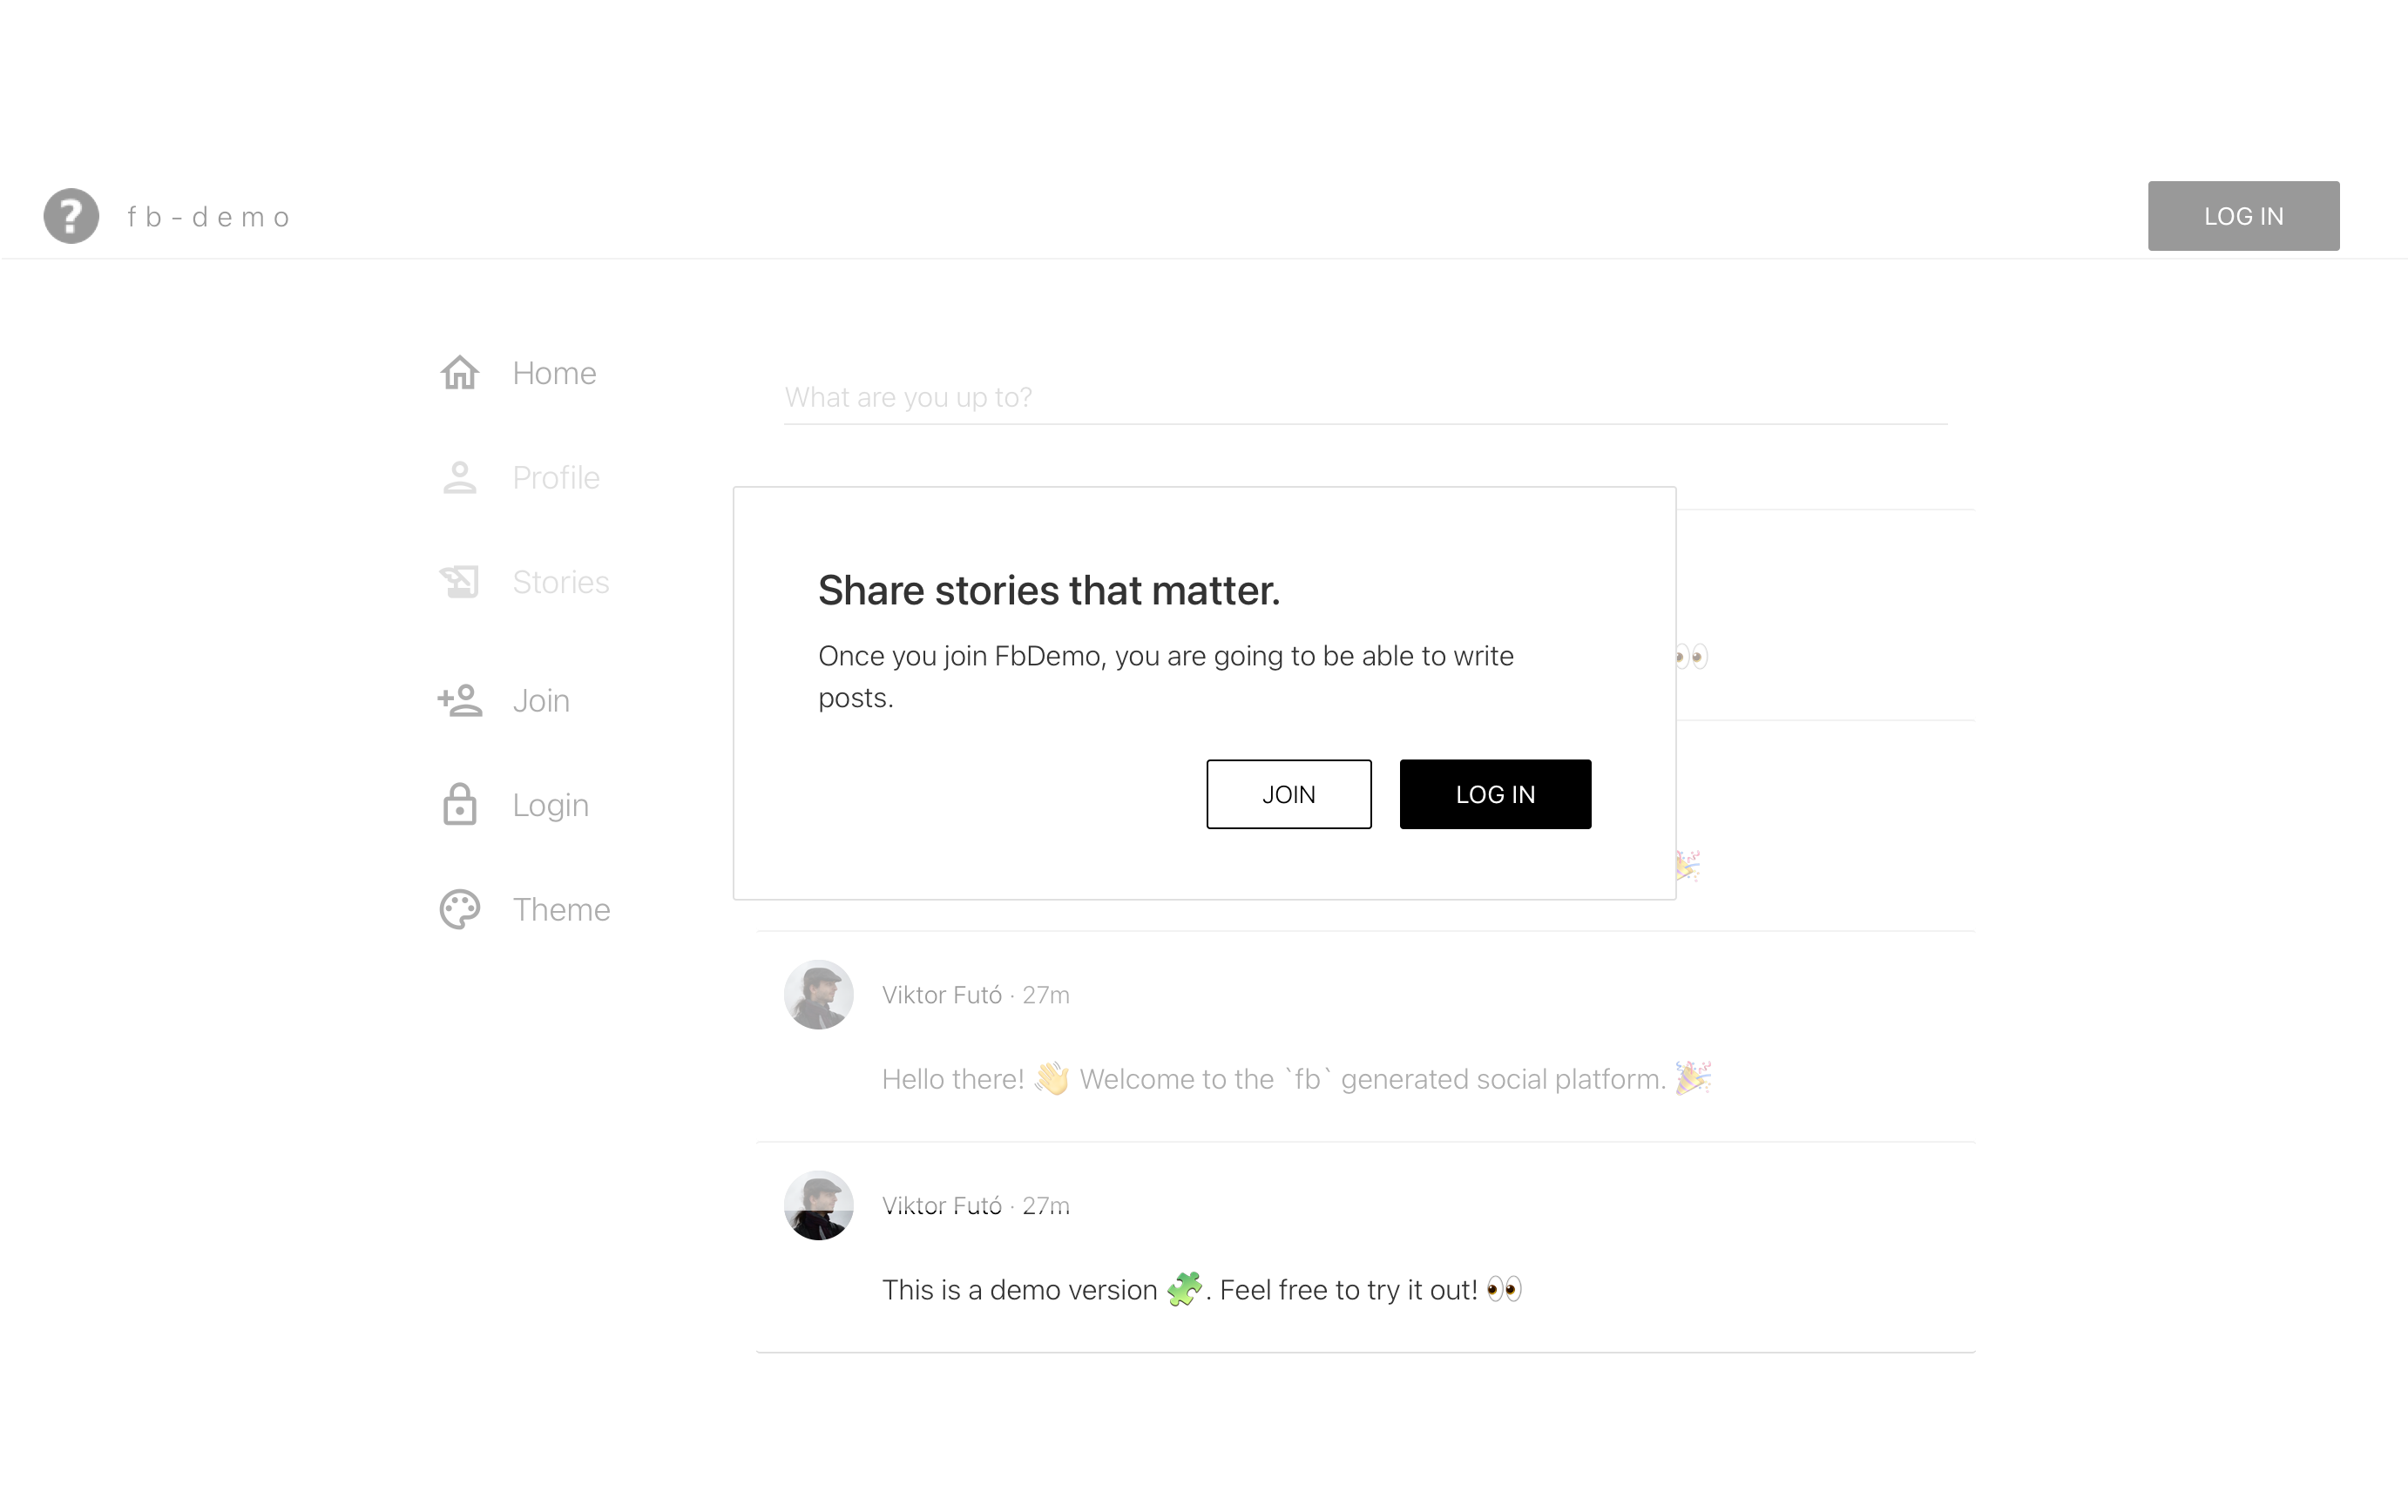 fb-demo
LOG IN
Home
Profile
Stories
Join
Login
Theme
What are you up to?
Share stories that matter.
Once you join FbDemo, you are going to be able to write
posts.
JOIN
LOG IN
👀
🎉
Viktor Futó · 27m
Hello there! 👋 Welcome to the `fb` generated social platform. 🎉
Viktor Futó · 27m
This is a demo version 🧩. Feel free to try it out! 👀